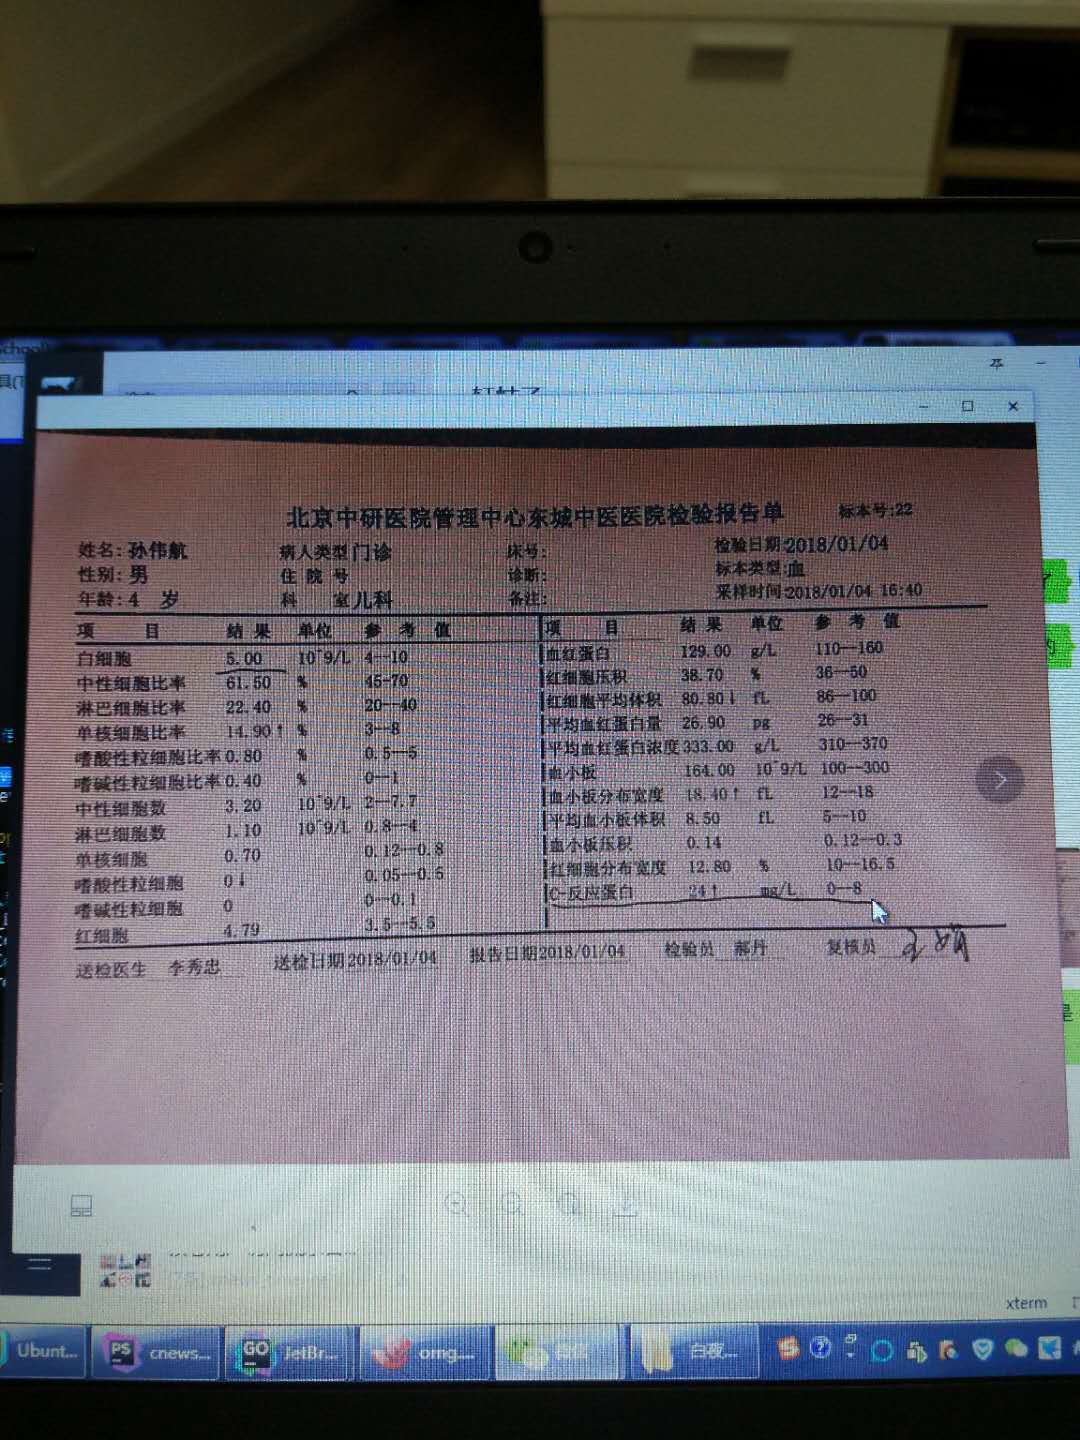 北京中研医院管理中心东城中医医院检验报告单 标本号:22
姓名: 孙伟航 病人类型 门诊 床号: 检验日期:2018/01/04
性别: 男 住 院 号 诊断: 标本类型:血
年龄: 4 岁 科 室 儿科 备注: 采样时间:2018/01/04 16:40
项 目 结 果 单位 参 考 值 项 目 结 果 单位 参 考 值
白细胞 5.00 10^9/L 4--10 血红蛋白 129.00 g/L 110--160
中性细胞比率 61.50 % 45-70 红细胞压积 38.70 % 36--50
淋巴细胞比率 22.40 % 20--40 红细胞平均体积 80.80↓ fL 86--100
单核细胞比率 14.90↑ % 3--8 平均血红蛋白量 26.90 pg 26--31
嗜酸性粒细胞比率 0.80 % 0.5--5 平均血红蛋白浓度 333.00 g/L 310--370
嗜碱性粒细胞比率 0.40 % 0--1 血小板 164.00 10^9/L 100--300
中性细胞数 3.20 10^9/L 2--7.7 血小板分布宽度 18.40↑ fL 12--18
淋巴细胞数 1.10 10^9/L 0.8--4 平均血小板体积 8.50 fL 5--10
单核细胞 0.70 0.12--0.8 血小板压积 0.14 0.12--0.3
嗜酸性粒细胞 0↓ 0.05--0.5 红细胞分布宽度 12.80 % 10--16.5
嗜碱性粒细胞 0 0--0.1 C-反应蛋白 24↑ mg/L 0--8
红细胞 4.79 3.5--5.5
送检医生 李秀忠 送检日期 2018/01/04 报告日期 2018/01/04 检验员 郝丹 复核员
xterm
Ubunt... PS cnews... GO JetBr... omg.... 微信 白夜...